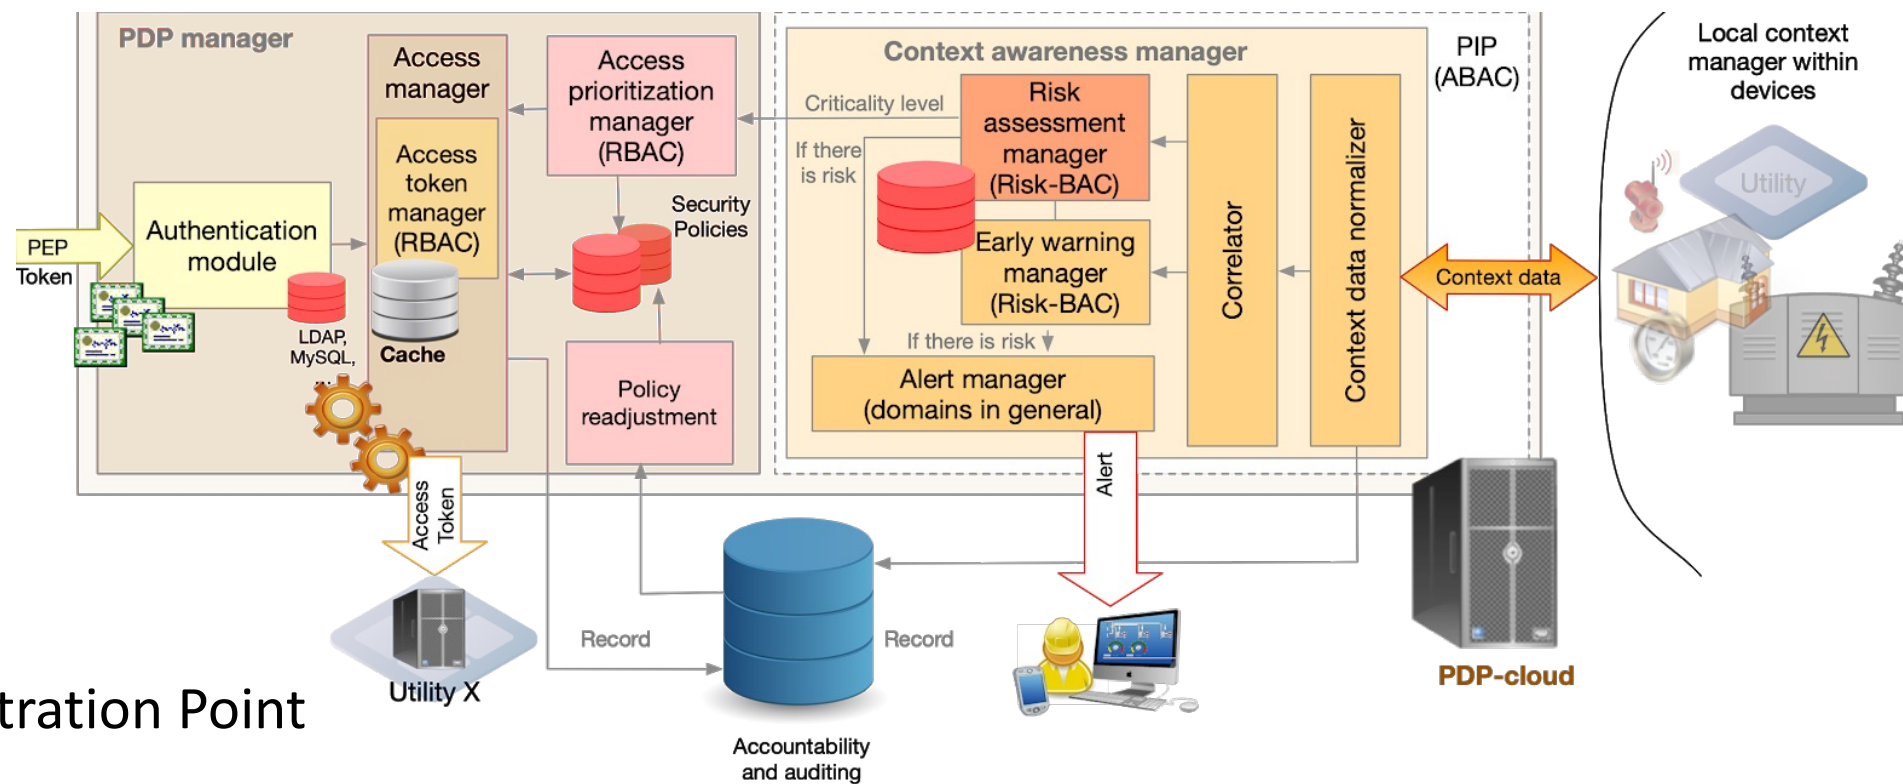 PDP manager
Access
manager
Access
token
manager
(RBAC)
Cache
Access
prioritization
manager
(RBAC)
Security
Policies
Authentication
module
PEP
Token
LDAP,
MySQL,
...
Policy
readjustment
Access
Token
Utility X
Criticality level
If there
is risk
Context awareness manager
Risk
assessment
manager
(Risk-BAC)
Early warning
manager
(Risk-BAC)
If there is risk
Alert manager
(domains in general)
Correlator
Context data normalizer
PIP
(ABAC)
Context data
Local context
manager within
devices
Utility
Alert
Record
Record
Accountability
and auditing
PDP-cloud
tration Point